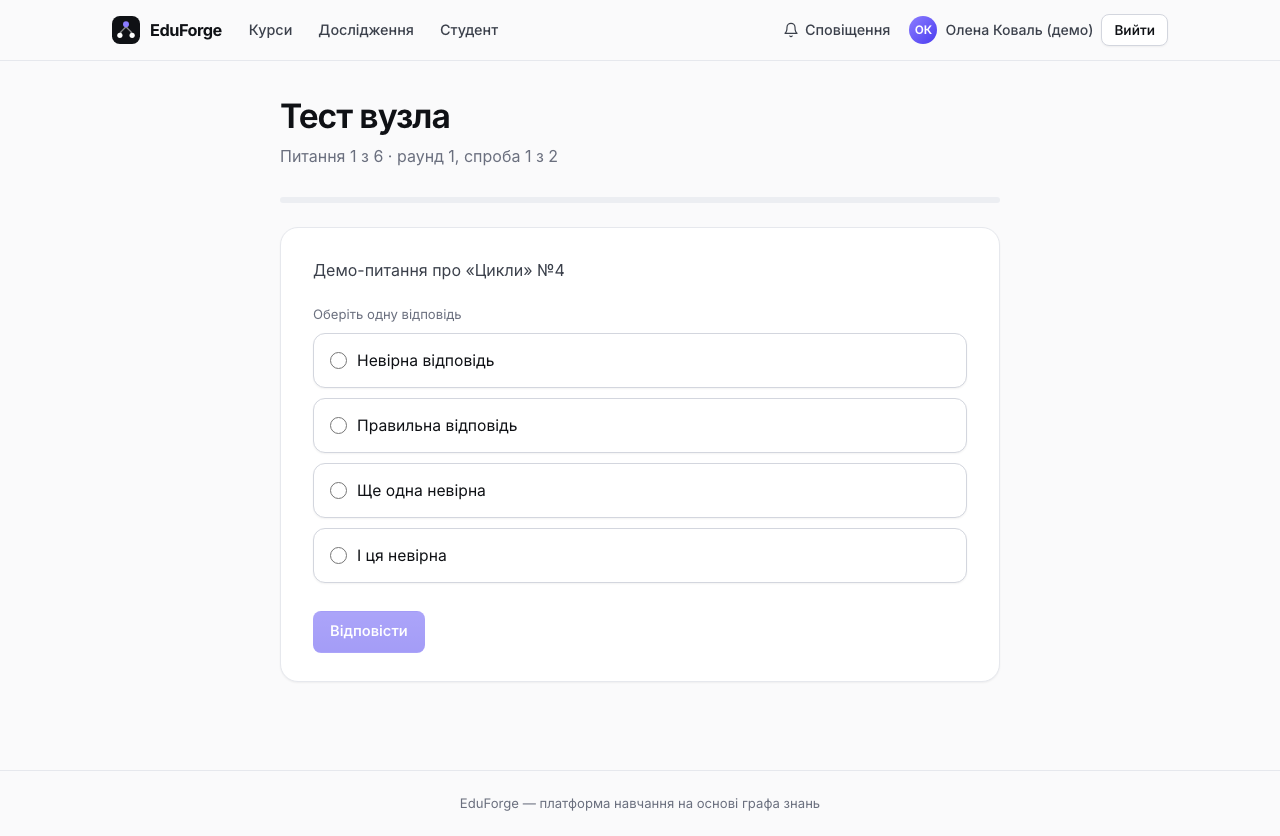 EduForge Курси Дослідження Студент Сповіщення ОК Олена Коваль (демо) Вийти
Тест вузла
Питання 1 з 6 · раунд 1, спроба 1 з 2
Демо-питання про «Цикли» №4
Оберіть одну відповідь
Невірна відповідь
Правильна відповідь
Ще одна невірна
І ця невірна
Відповісти
EduForge — платформа навчання на основі графа знань